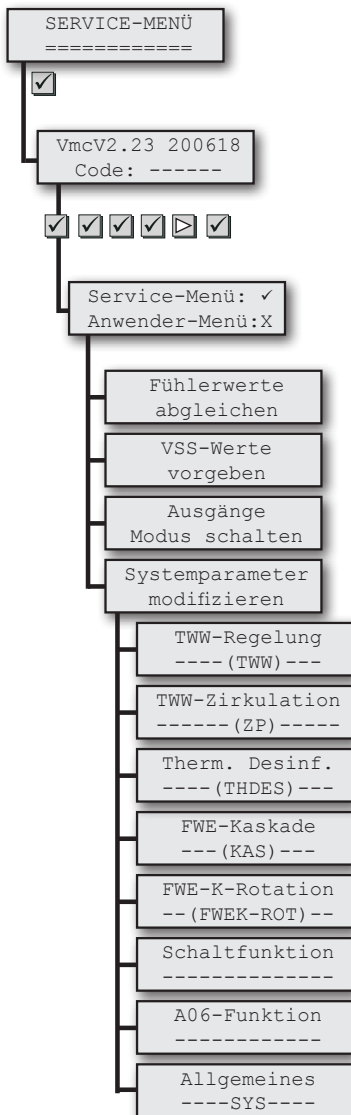 SERVICE-MENÜ
============
✓
VmcV2.23 200618
Code: ------
✓ ✓ ✓ ✓ ▷ ✓
Service-Menü: ✓
Anwender-Menü:X
Fühlerwerte
abgleichen
VSS-Werte
vorgeben
Ausgänge
Modus schalten
Systemparameter
modifizieren
TWW-Regelung
----(TWW)---
TWW-Zirkulation
------(ZP)-----
Therm. Desinf.
----(THDES)---
FWE-Kaskade
---(KAS)---
FWE-K-Rotation
--(FWEK-ROT)--
Schaltfunktion
--------------
A06-Funktion
------------
Allgemeines
----SYS----